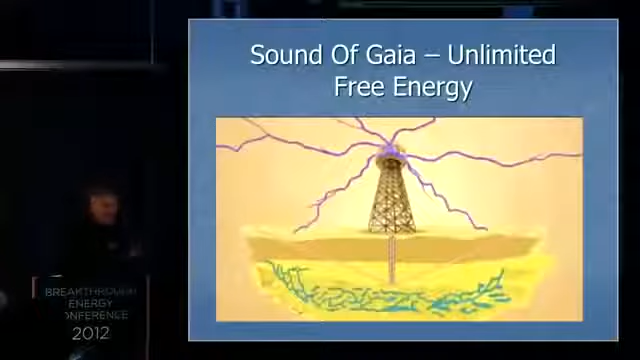 Sound Of Gaia – Unlimited
Free Energy
BREAKTHROUGH
ENERGY
CONFERENCE
2012